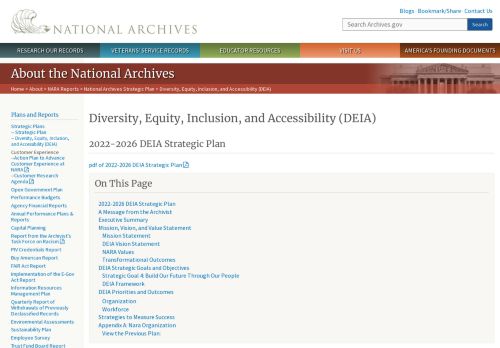 Blogs · Bookmark/Share · Contact Us
NATIONAL ARCHIVES
Search Archives.gov
Search
RESEARCH OUR RECORDS
VETERANS' SERVICE RECORDS
EDUCATOR RESOURCES
VISIT US
AMERICA'S FOUNDING DOCUMENTS
About the National Archives
Home > About > NARA Reports > National Archives Strategic Plan > Diversity, Equity, Inclusion, and Accessibility (DEIA)
Plans and Reports
Strategic Plans
– Strategic Plan
– Diversity, Equity, Inclusion,
and Accessibility (DEIA)
Customer Experience
–Action Plan to Advance
Customer Experience at
NARA
–Customer Research
Agenda
Open Government Plan
Performance Budgets
Agency Financial Reports
Annual Performance Plans &
Reports
Capital Planning
Report from the Archivist's
Task Force on Racism
PIV Credentials Report
Buy American Report
FAIR Act Report
Implementation of the E-Gov
Act Report
Information Resources
Management Plan
Quarterly Report of
Withdrawals of Previously
Declassified Records
Environmental Assessments
Sustainability Plan
Employee Survey
Trust Fund Board Report
Diversity, Equity, Inclusion, and Accessibility (DEIA)
2022-2026 DEIA Strategic Plan
pdf of 2022-2026 DEIA Strategic Plan
On This Page
2022-2026 DEIA Strategic Plan
A Message from the Archivist
Executive Summary
Mission, Vision, and Value Statement
Mission Statement
DEIA Vision Statement
NARA Values
Transformational Outcomes
DEIA Strategic Goals and Objectives
Strategic Goal 4: Build Our Future Through Our People
DEIA Framework
DEIA Priorities and Outcomes
Organization
Workforce
Strategies to Measure Success
Appendix A: Nara Organization
View the Previous Plan: